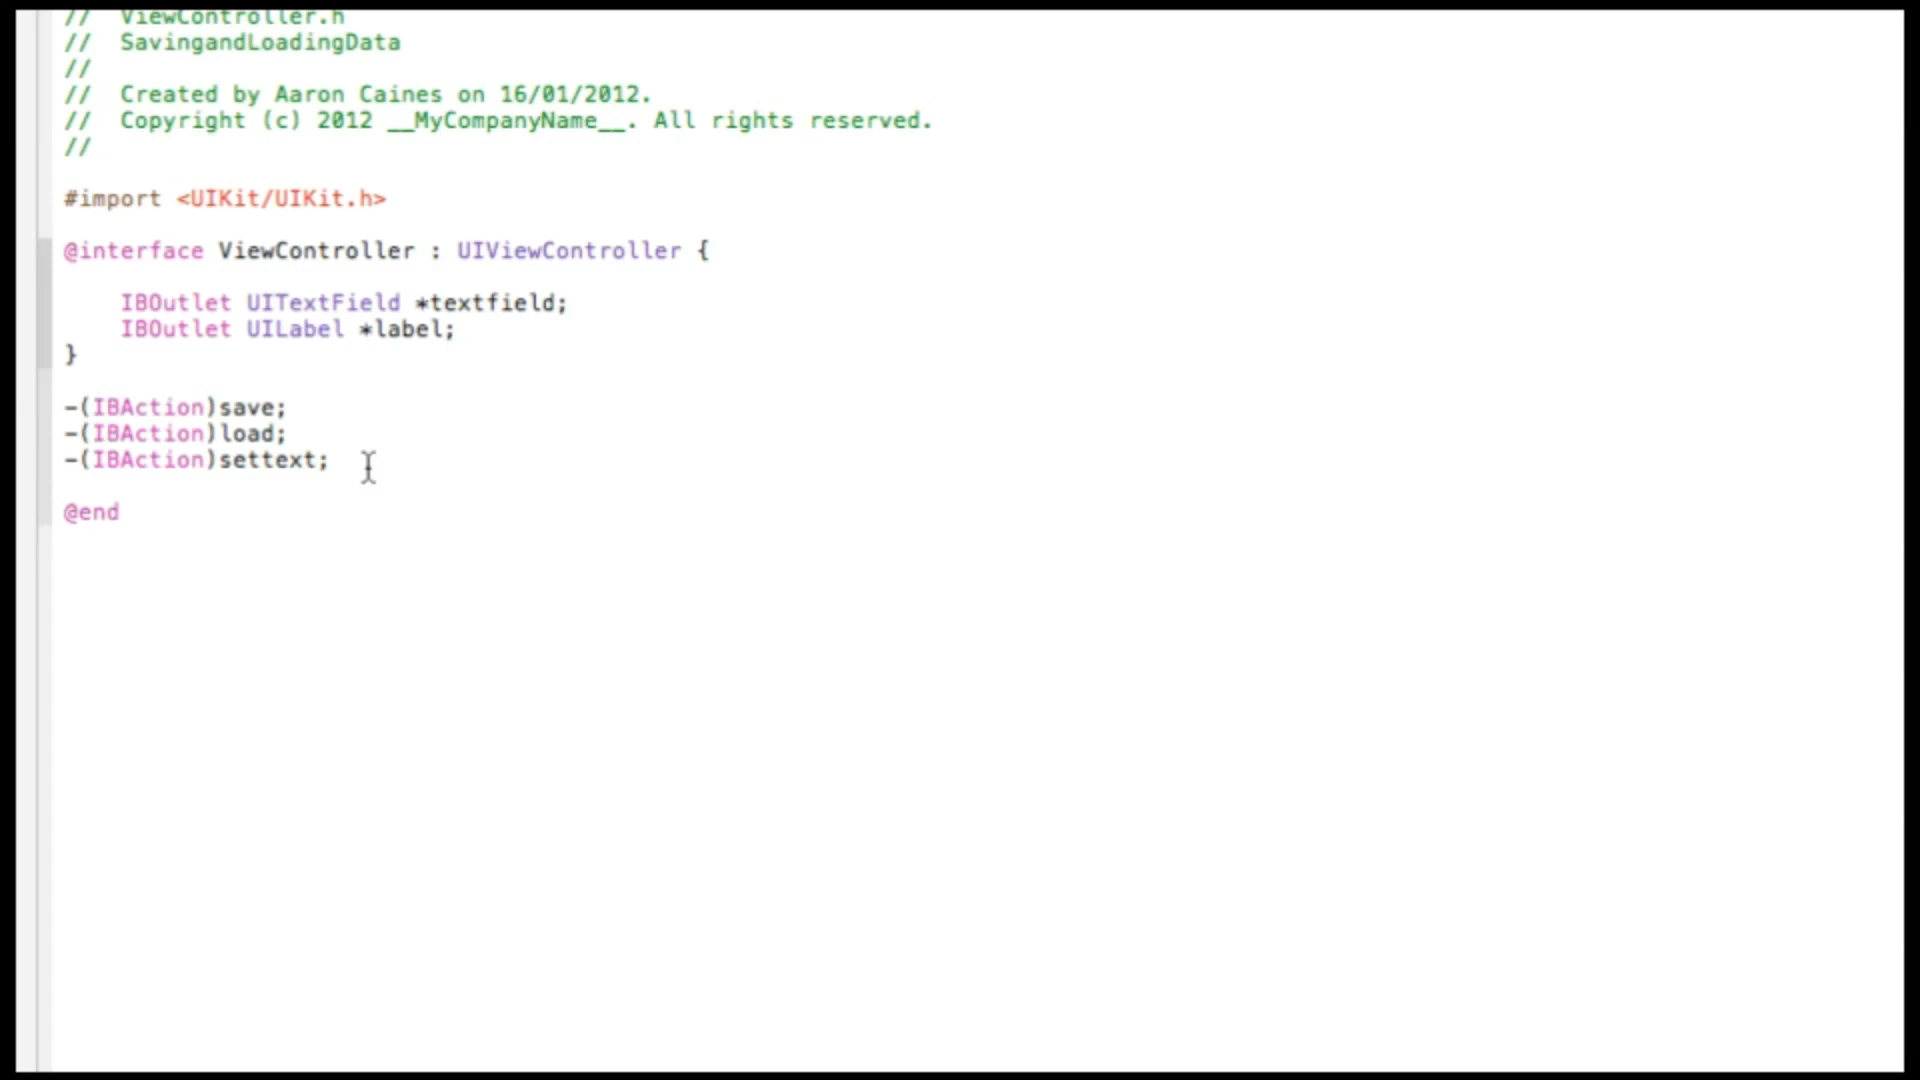 // ViewController.h
// SavingandLoadingData
//
// Created by Aaron Caines on 16/01/2012.
// Copyright (c) 2012 __MyCompanyName__. All rights reserved.
//
#import <UIKit/UIKit.h>
@interface ViewController : UIViewController {
IBOutlet UITextField *textfield;
IBOutlet UILabel *label;
}
-(IBAction)save;
-(IBAction)load;
-(IBAction)settext;
@end